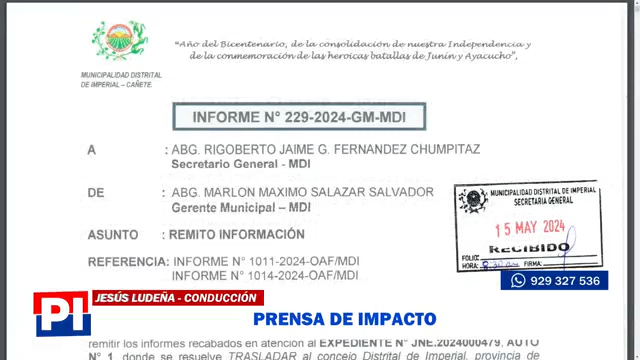 "Año del Bicentenario, de la consolidación de nuestra Independencia y
de la conmemoración de las heroicas batallas de Junín y Ayacucho",
MUNICIPALIDAD DISTRITAL
DE IMPERIAL – CAÑETE.
INFORME N° 229-2024-GM-MDI
A : ABG. RIGOBERTO JAIME G. FERNANDEZ CHUMPITAZ
Secretario General - MDI
DE : ABG. MARLON MAXIMO SALAZAR SALVADOR
Gerente Municipal – MDI
MUNICIPALIDAD DISTRITAL DE IMPERIAL
SECRETARIA GENERAL
15 MAY 2024
RECIBIDO
FOLIO:
HORA: FIRMA:
ASUNTO : REMITO INFORMACIÓN
REFERENCIA: INFORME N° 1011-2024-OAF/MDI
INFORME N° 1014-2024-OAF/MDI
929 327 536
PI
JESÚS LUDEÑA - CONDUCCIÓN
PRENSA DE IMPACTO
remitir los informes recabados en atención al EXPEDIENTE N° JNE.2024000479, AUTO
N° 1, donde se resuelve TRASLADAR al concejo Distrital de Imperial, provincia de